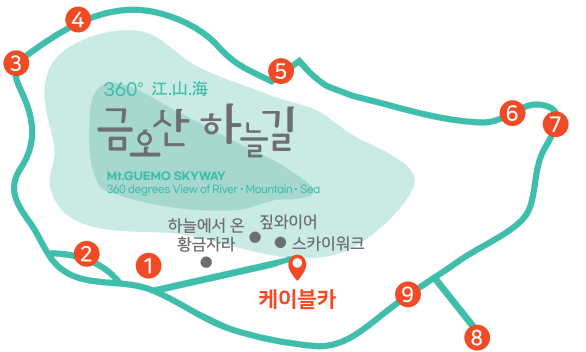 4
3
5
360° 江.山.海
금오산 하늘길
6
7
Mt.GUEMO SKYWAY
360 degrees View of River • Mountain • Sea
하늘에서 온
황금자라
짚와이어
스카이워크
2
1
케이블카
9
8